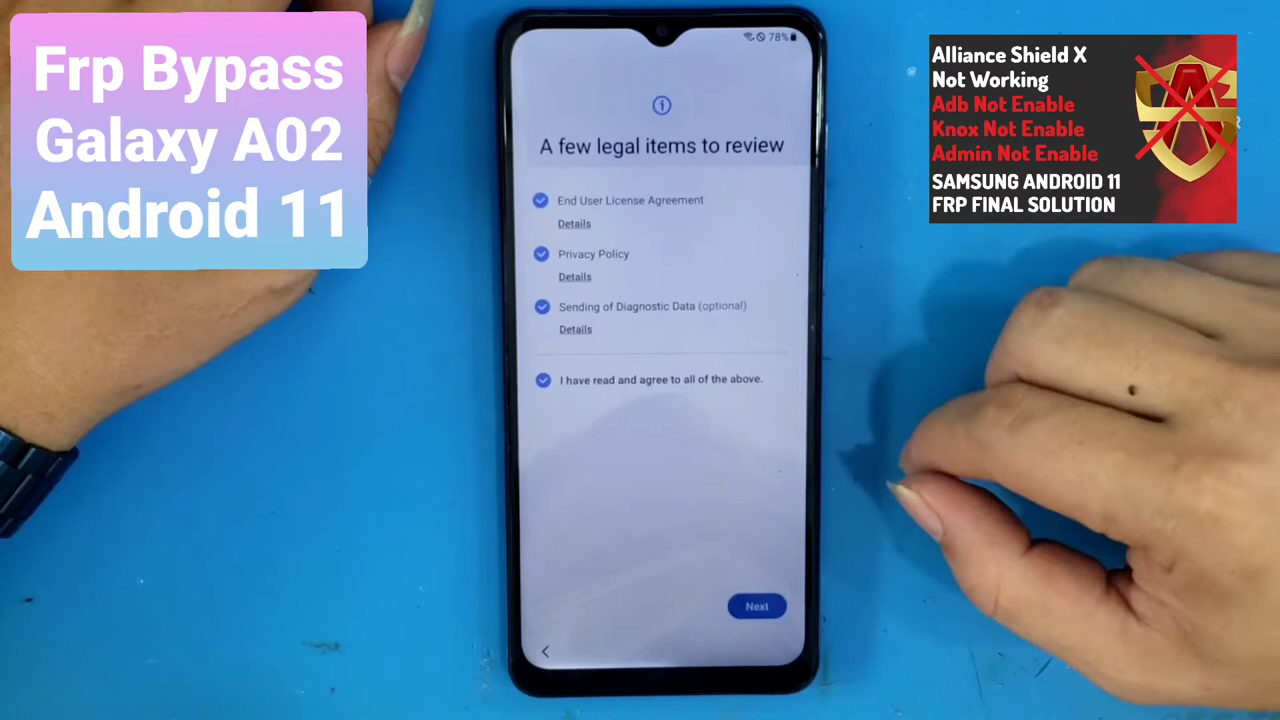 Frp Bypass
Galaxy A02
Android 11
78%
A few legal items to review
End User License Agreement
Details
Privacy Policy
Details
Sending of Diagnostic Data (optional)
Details
I have read and agree to all of the above.
Next
Alliance Shield X
Not Working
Adb Not Enable
Knox Not Enable
Admin Not Enable
SAMSUNG ANDROID 11
FRP FINAL SOLUTION